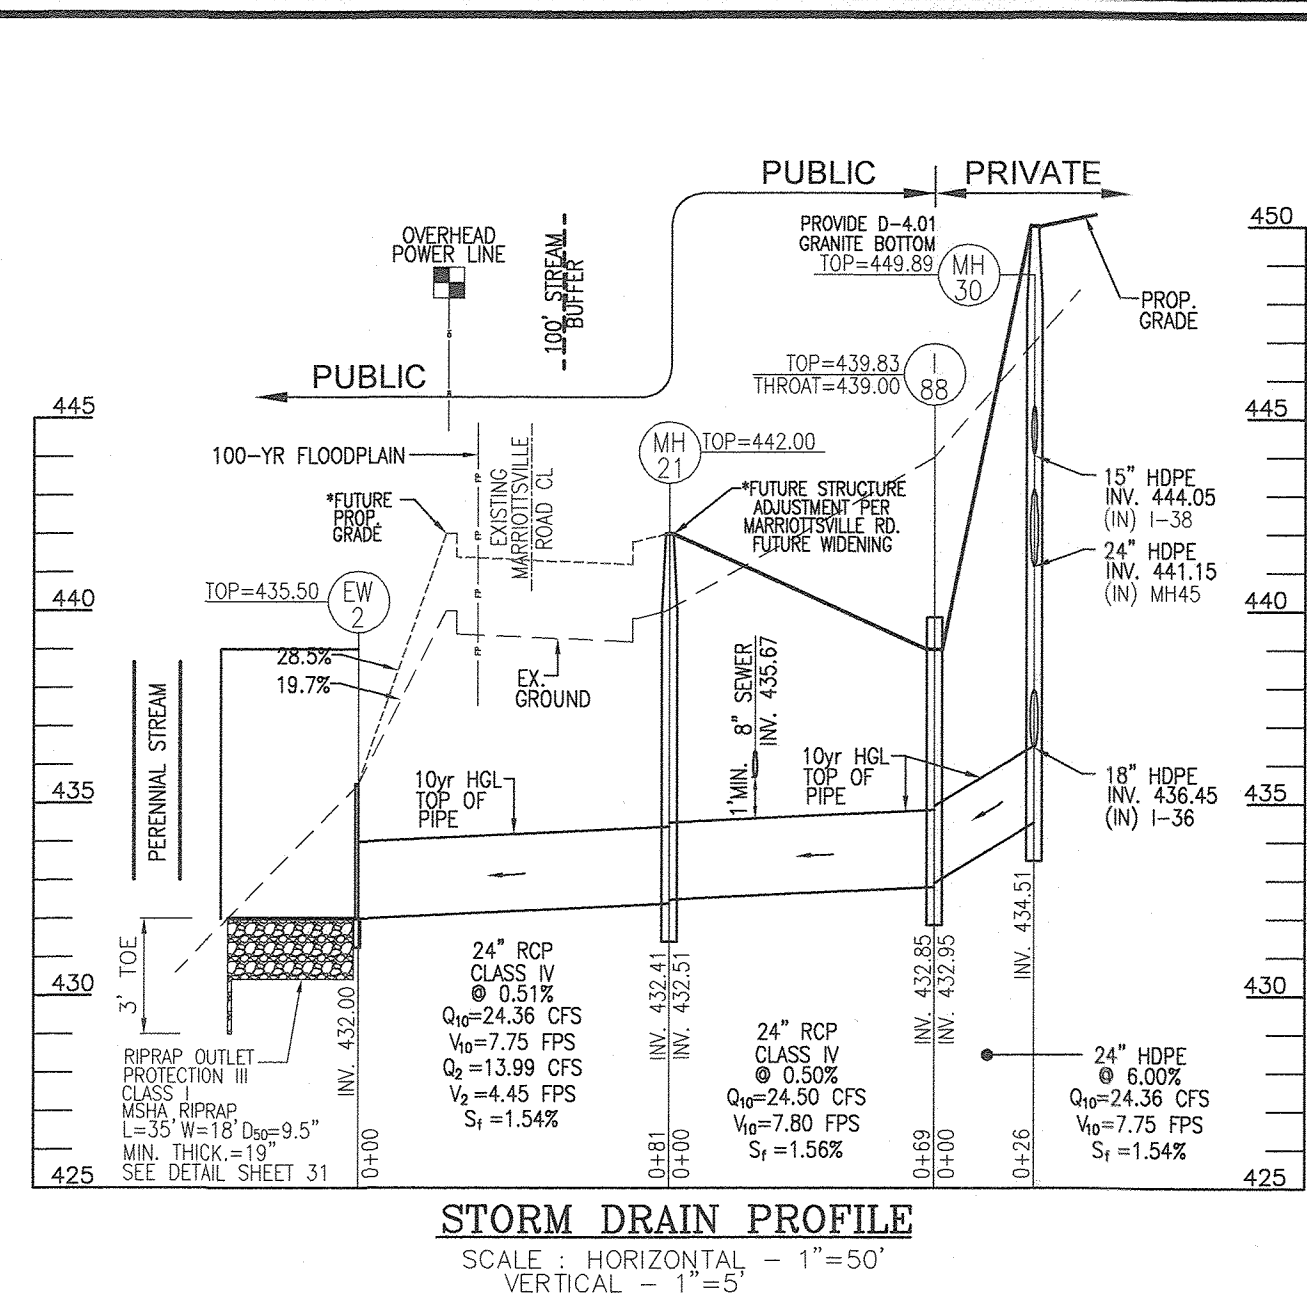 PUBLIC
PRIVATE
PROVIDE D-4.01
GRANITE BOTTOM
TOP=449.89
MH
30
450
OVERHEAD
POWER LINE
100' STREAM
BUFFER
PROP.
GRADE
PUBLIC
TOP=439.83
THROAT=439.00
I
88
445
445
100-YR FLOODPLAIN
MH
21
TOP=442.00
*FUTURE
PROP.
GRADE
EXISTING
MARRIOTTSVILLE
ROAD CL
*FUTURE STRUCTURE
ADJUSTMENT PER
MARRIOTTSVILLE RD.
FUTURE WIDENING
15" HDPE
INV. 444.05
(IN) I-38
24" HDPE
INV. 441.15
(IN) MH45
TOP=435.50
EW
2
440
440
FP
FP
FP
FP
28.5%
19.7%
EX.
GROUND
8" SEWER
INV. 435.67
1'MIN.
PERENNIAL STREAM
10yr HGL
TOP OF
PIPE
10yr HGL
TOP OF
PIPE
18" HDPE
INV. 436.45
(IN) I-36
435
435
3' TOE
430
430
INV. 432.00
INV. 432.41
INV. 432.51
INV. 432.85
INV. 432.95
INV. 434.51
24" RCP
CLASS IV
@ 0.51%
Q10=24.36 CFS
V10=7.75 FPS
Q2=13.99 CFS
V2=4.45 FPS
Sf=1.54%
24" RCP
CLASS IV
@ 0.50%
Q10=24.50 CFS
V10=7.80 FPS
Sf=1.56%
24" HDPE
@ 6.00%
Q10=24.36 CFS
V10=7.75 FPS
Sf=1.54%
RIPRAP OUTLET
PROTECTION III
CLASS I
MSHA RIPRAP
L=35' W=18' D50=9.5"
MIN. THICK.=19"
SEE DETAIL SHEET 31
0+00
0+81
0+00
0+69
0+00
0+26
425
425
STORM DRAIN PROFILE
SCALE : HORIZONTAL - 1"=50'
VERTICAL - 1"=5'